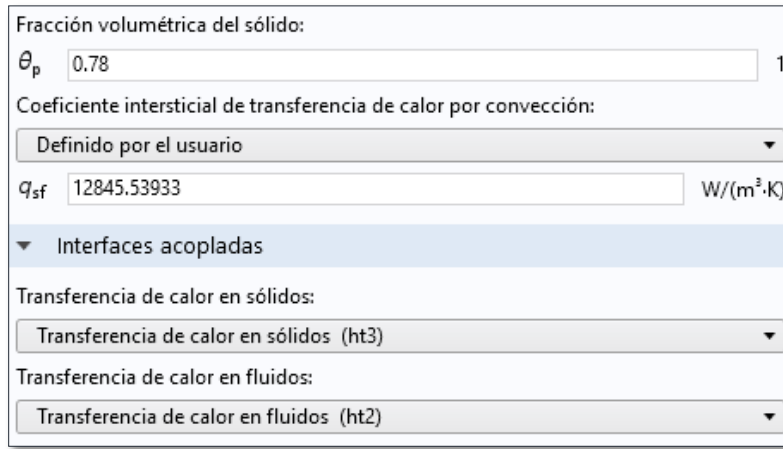 Fracción volumétrica del sólido:
θp 0.78 1
Coeficiente intersticial de transferencia de calor por convección:
Definido por el usuario
qsf 12845.53933 W/(m³·K)
Interfaces acopladas
Transferencia de calor en sólidos:
Transferencia de calor en sólidos (ht3)
Transferencia de calor en fluidos:
Transferencia de calor en fluidos (ht2)